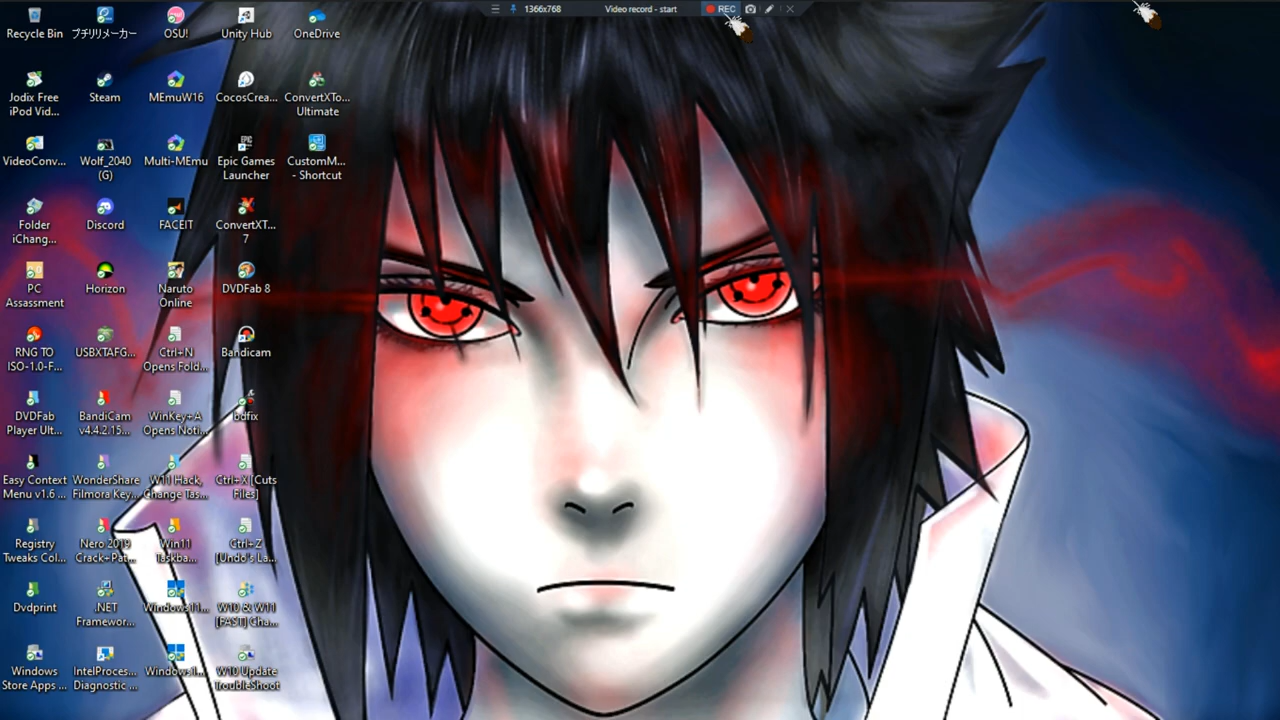 1366x768
Video record - start
REC
Recycle Bin
プチリリメーカー
OSU!
Unity Hub
OneDrive
Jodix Free
iPod Vid...
Steam
MEmuW16
CocosCrea...
ConvertXTo...
Ultimate
VideoConv...
Wolf_2040
(G)
Multi-MEmu
Epic Games
Launcher
CustomM...
- Shortcut
Folder
iChang...
Discord
FACEIT
ConvertXT...
7
PC
Assassment
Horizon
Naruto
Online
DVDFab 8
RNG TO
ISO-1.0-F...
USBXTAFG...
Ctrl+N
Opens Fold...
Bandicam
DVDFab
Player Ult...
BandiCam
v4.4.2.15...
WinKey+A
Opens Noti...
bdfix
Easy Context
Menu v1.6 ...
WonderShare
Filmora Key...
W11 Hack,
Change Tas...
Ctrl+X [Cuts
Files]
Registry
Tweaks Col...
Nero 2019
Crack+Pat...
Win11
Taskba...
Ctrl+Z
[Undo's La...
Dvdprint
.NET
Framewor...
Windows11...
W10 & W11
[FAST] Cha...
Windows
Store Apps ...
IntelProces...
Diagnostic ...
Windows1...
W10 Update
TroubleShoot